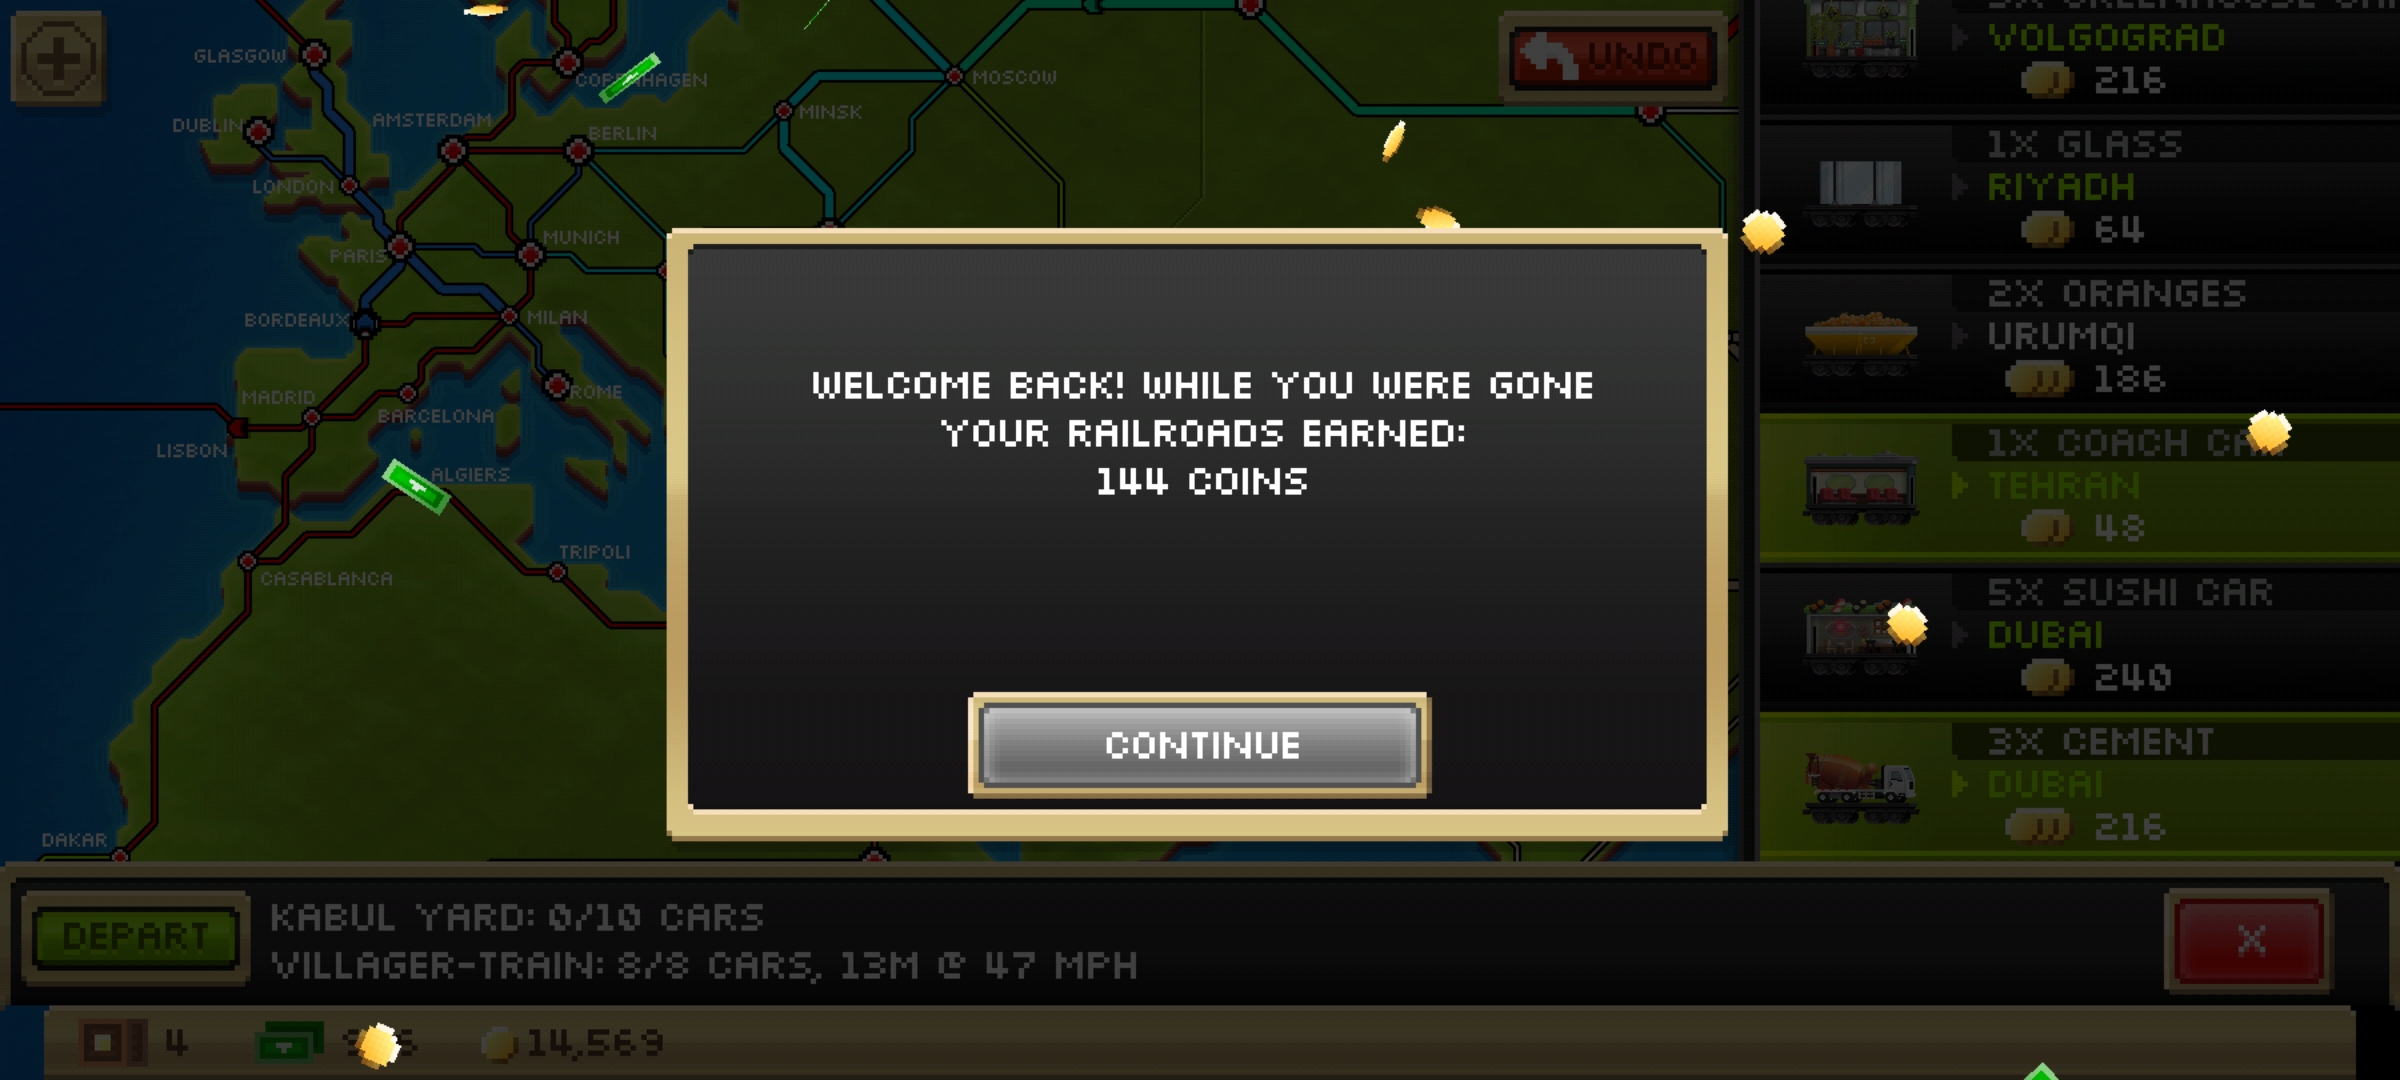 GLASGOW
COPENHAGEN
UNDO
MOSCOW
MINSK
DUBLIN
AMSTERDAM
BERLIN
LONDON
MUNICH
PARIS
BORDEAUX
MILAN
MADRID
ROME
BARCELONA
LISBON
ALGIERS
TRIPOLI
CASABLANCA
DAKAR
WELCOME BACK! WHILE YOU WERE GONE
YOUR RAILROADS EARNED:
144 COINS
CONTINUE
VOLGOGRAD
216
1X GLASS
RIYADH
64
2X ORANGES
URUMQI
186
1X COACH CAR
TEHRAN
48
5X SUSHI CAR
DUBAI
240
3X CEMENT
DUBAI
216
DEPART
KABUL YARD: 0/10 CARS
VILLAGER-TRAIN: 8/8 CARS, 13M @ 47 MPH
X
4
14,569